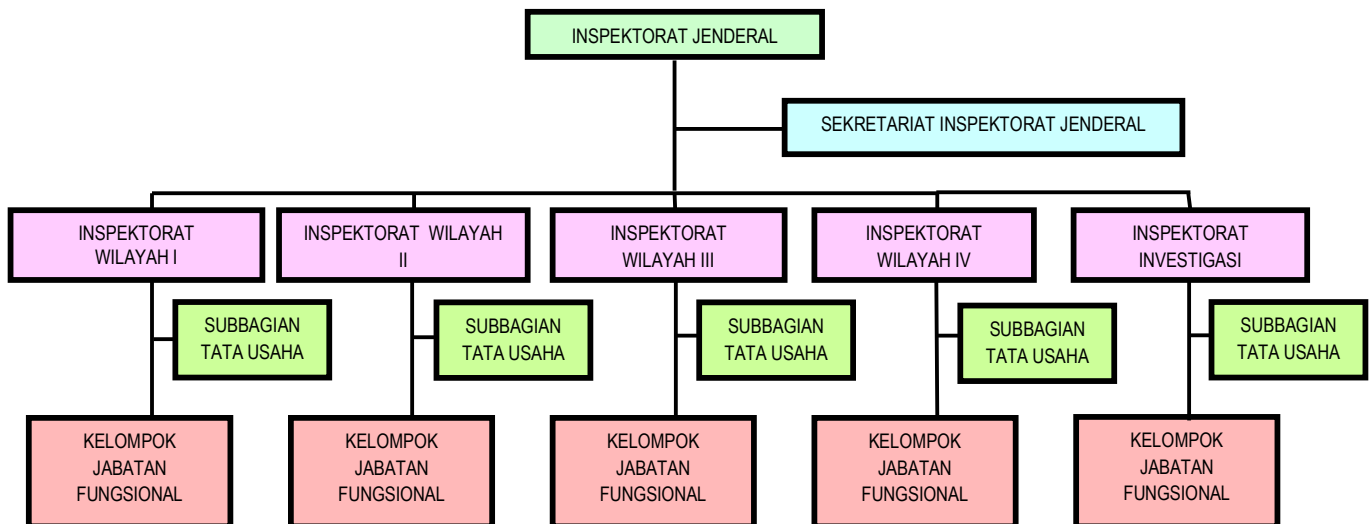 INSPEKTORAT JENDERAL
SEKRETARIAT INSPEKTORAT JENDERAL
INSPEKTORAT
WILAYAH I
INSPEKTORAT WILAYAH
II
INSPEKTORAT
WILAYAH III
INSPEKTORAT
WILAYAH IV
INSPEKTORAT
INVESTIGASI
SUBBAGIAN
TATA USAHA
SUBBAGIAN
TATA USAHA
SUBBAGIAN
TATA USAHA
SUBBAGIAN
TATA USAHA
SUBBAGIAN
TATA USAHA
KELOMPOK
JABATAN
FUNGSIONAL
KELOMPOK
JABATAN
FUNGSIONAL
KELOMPOK
JABATAN
FUNGSIONAL
KELOMPOK
JABATAN
FUNGSIONAL
KELOMPOK
JABATAN
FUNGSIONAL